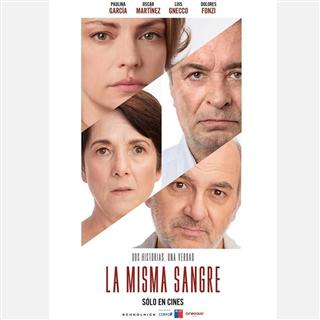 PAULINA GARCÍA
OSCAR MARTÍNEZ
LUIS GNECCO
DOLORES FONZI
DOS HISTORIAS. UNA VERDAD
LA MISMA SANGRE
SÓLO EN CINES